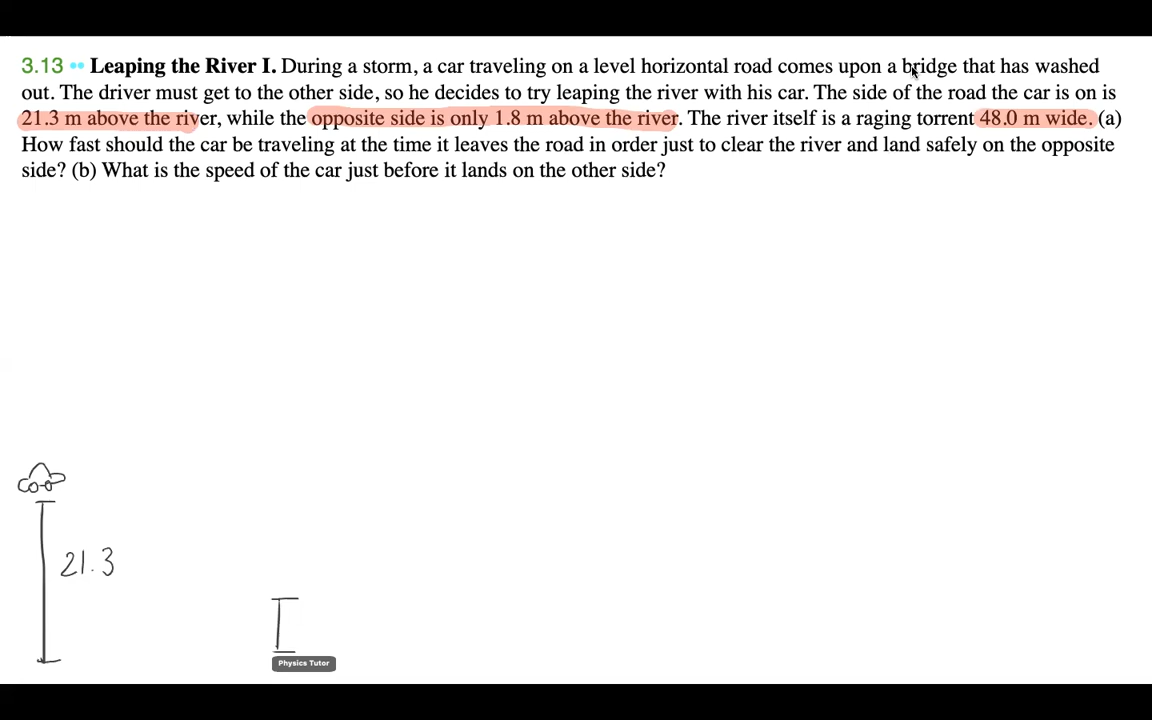 3.13 •• Leaping the River I. During a storm, a car traveling on a level horizontal road comes upon a bridge that has washed
out. The driver must get to the other side, so he decides to try leaping the river with his car. The side of the road the car is on is
21.3 m above the river, while the opposite side is only 1.8 m above the river. The river itself is a raging torrent 48.0 m wide. (a)
How fast should the car be traveling at the time it leaves the road in order just to clear the river and land safely on the opposite
side? (b) What is the speed of the car just before it lands on the other side?
21.3
Physics Tutor